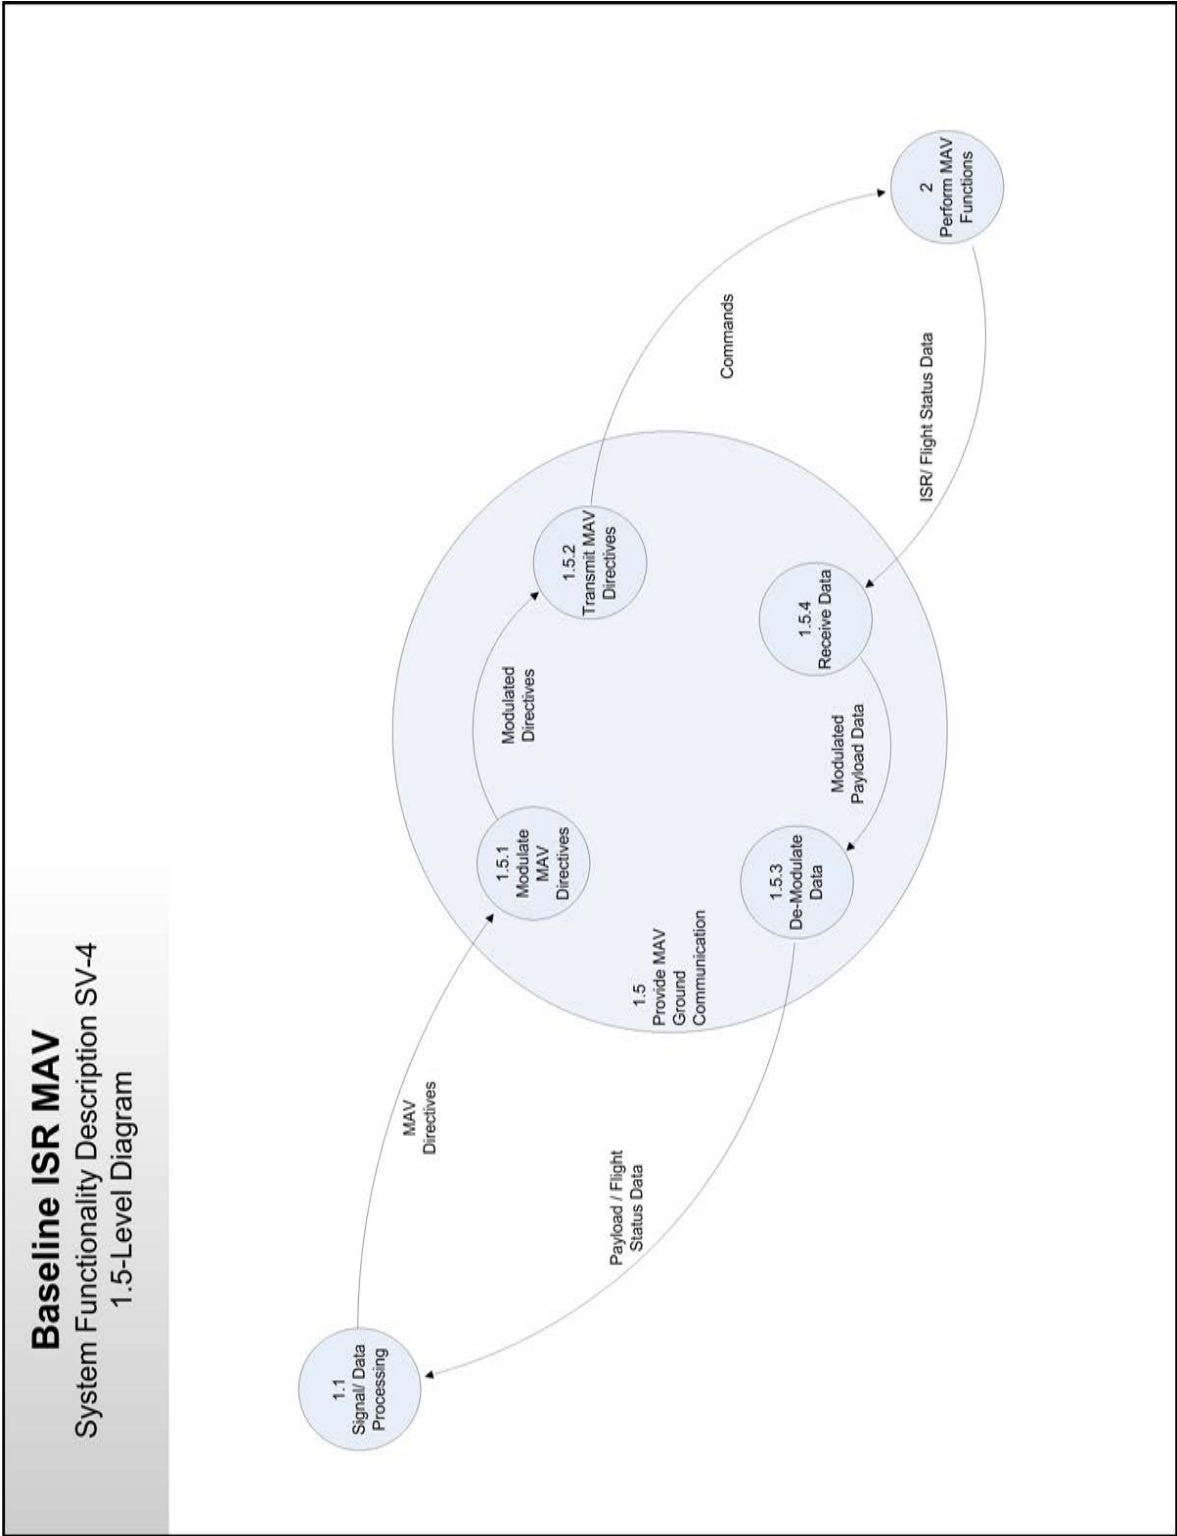 Baseline ISR MAV
System Functionality Description SV-4
1.5-Level Diagram
1.1
Signal/ Data
Processing
MAV
Directives
Payload / Flight
Status Data
1.5
Provide MAV
Ground
Communication
1.5.1
Modulate
MAV
Directives
Modulated
Directives
1.5.2
Transmit MAV
Directives
1.5.3
De-Modulate
Data
Modulated
Payload Data
1.5.4
Receive Data
Commands
ISR/ Flight Status Data
2
Perform MAV
Functions